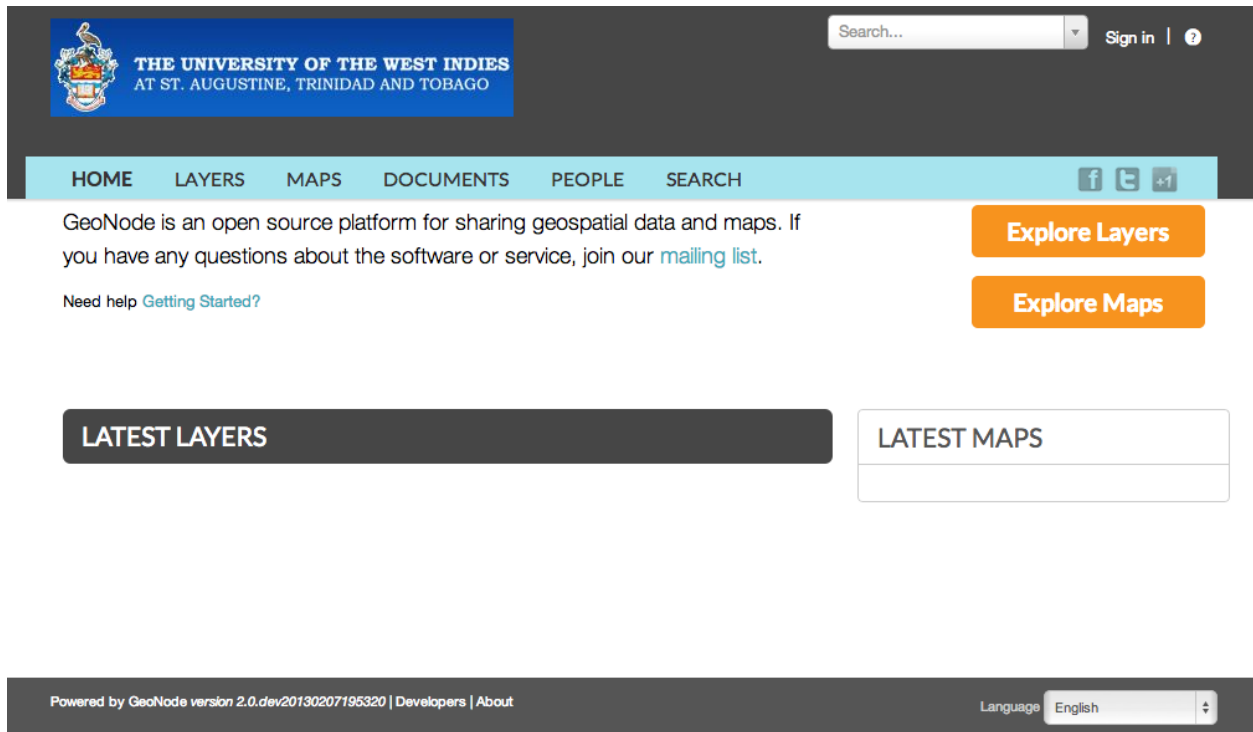 THE UNIVERSITY OF THE WEST INDIES
AT ST. AUGUSTINE, TRINIDAD AND TOBAGO
Search...
Sign in | ?
HOME LAYERS MAPS DOCUMENTS PEOPLE SEARCH
f t +1
GeoNode is an open source platform for sharing geospatial data and maps. If
you have any questions about the software or service, join our mailing list.
Need help Getting Started?
Explore Layers
Explore Maps
LATEST LAYERS
LATEST MAPS
Powered by GeoNode version 2.0.dev20130207195320 | Developers | About
Language English